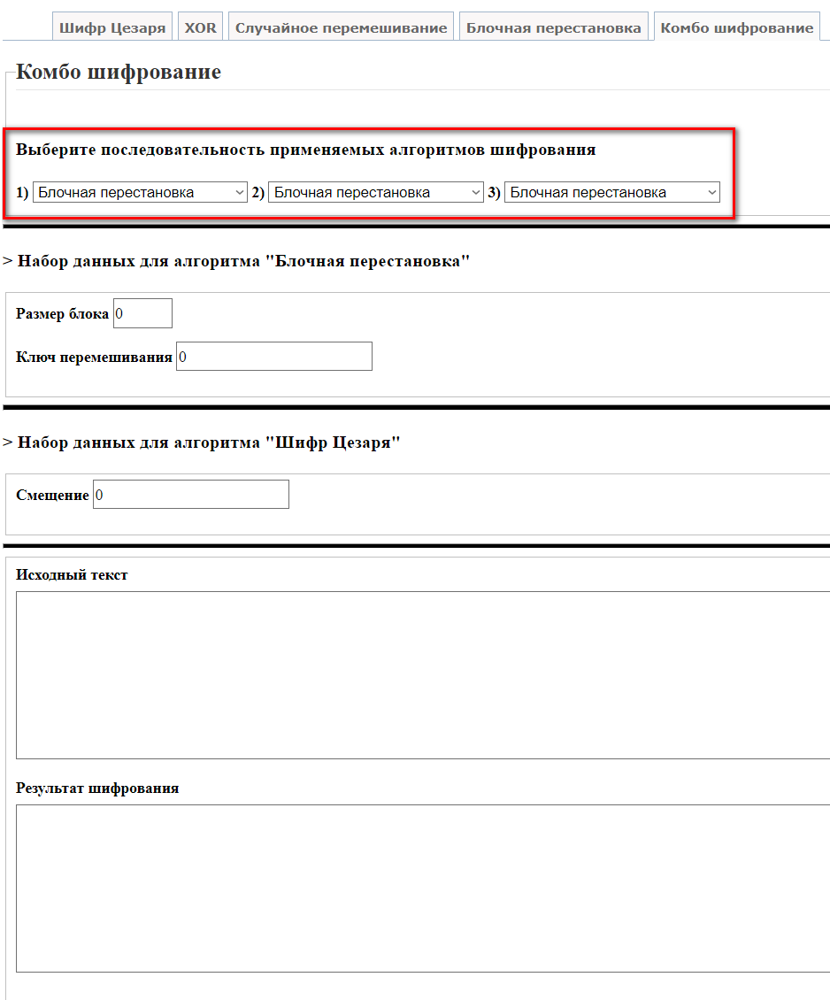 Шифр Цезаря XOR Случайное перемешивание Блочная перестановка Комбо шифрование
Комбо шифрование
Выберите последовательность применяемых алгоритмов шифрования
1) Блочная перестановка 2) Блочная перестановка 3) Блочная перестановка
> Набор данных для алгоритма "Блочная перестановка"
Размер блока 0
Ключ перемешивания 0
> Набор данных для алгоритма "Шифр Цезаря"
Смещение 0
Исходный текст
Результат шифрования